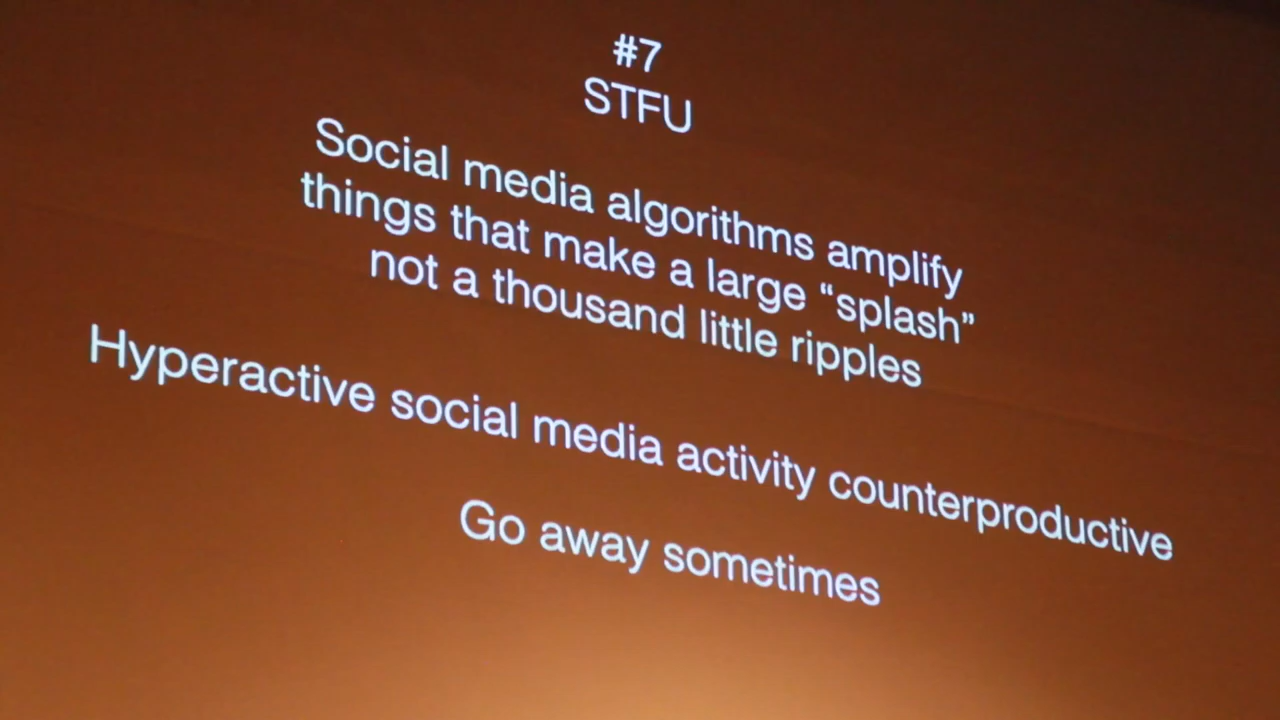 #7
STFU
Social media algorithms amplify
things that make a large “splash”
not a thousand little ripples
Hyperactive social media activity counterproductive
Go away sometimes